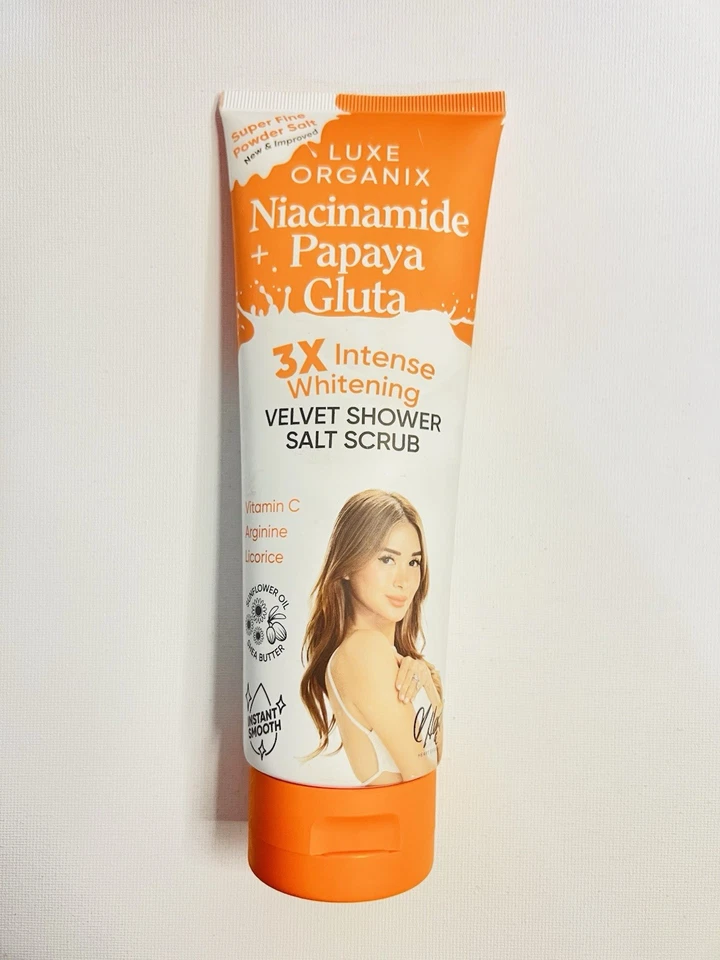 Super Fine
Powder Salt
New & Improved
LUXE
ORGANIX
Niacinamide
+ Papaya
Gluta
3X Intense
Whitening
VELVET SHOWER
SALT SCRUB
Vitamin C
Arginine
Licorice
SUNFLOWER OIL
SHEA BUTTER
INSTANT
SMOOTH